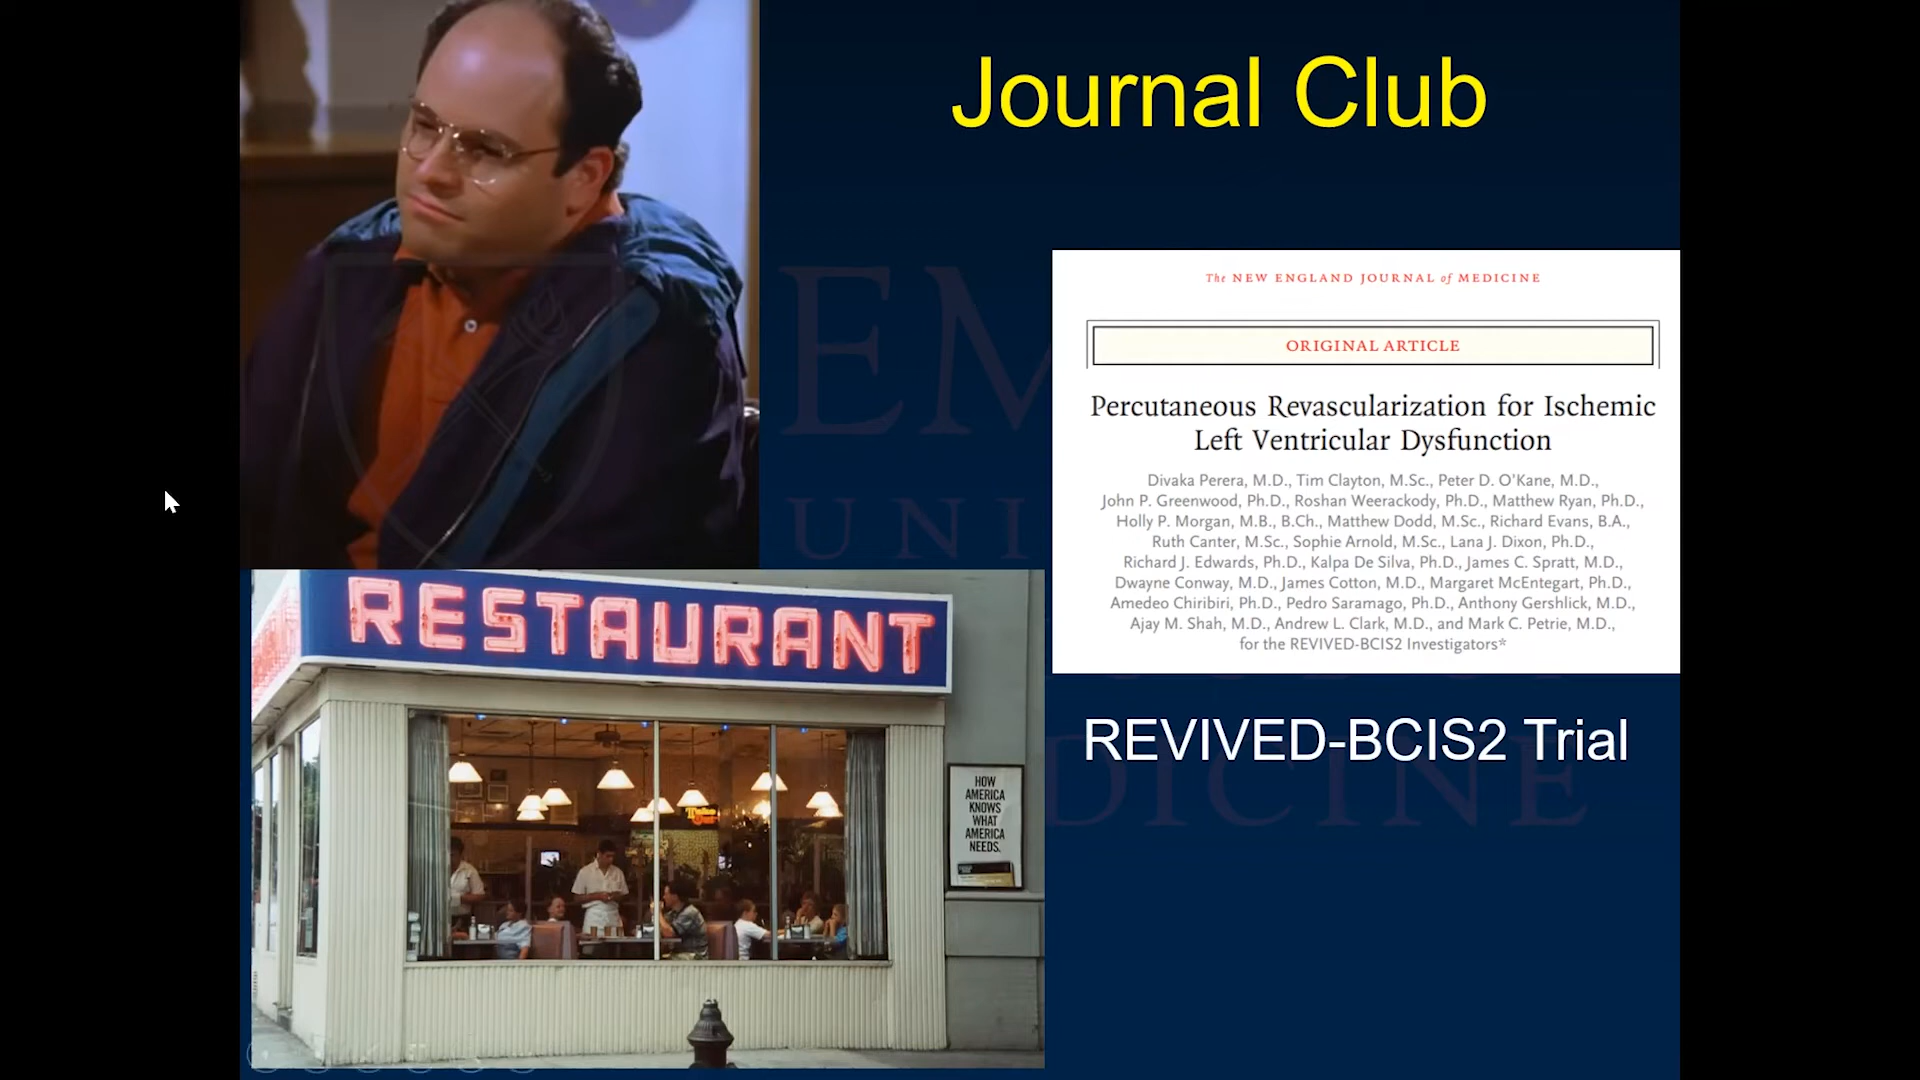 Journal Club
The NEW ENGLAND JOURNAL of MEDICINE
ORIGINAL ARTICLE
Percutaneous Revascularization for Ischemic
Left Ventricular Dysfunction
Divaka Perera, M.D., Tim Clayton, M.Sc., Peter D. O'Kane, M.D.,
John P. Greenwood, Ph.D., Roshan Weerackody, Ph.D., Matthew Ryan, Ph.D.,
Holly P. Morgan, M.B., B.Ch., Matthew Dodd, M.Sc., Richard Evans, B.A.,
Ruth Canter, M.Sc., Sophie Arnold, M.Sc., Lana J. Dixon, Ph.D.,
Richard J. Edwards, Ph.D., Kalpa De Silva, Ph.D., James C. Spratt, M.D.,
Dwayne Conway, M.D., James Cotton, M.D., Margaret McEntegart, Ph.D.,
Amedeo Chiribiri, Ph.D., Pedro Saramago, Ph.D., Anthony Gershlick, M.D.,
Ajay M. Shah, M.D., Andrew L. Clark, M.D., and Mark C. Petrie, M.D.,
for the REVIVED-BCIS2 Investigators*
REVIVED-BCIS2 Trial
RESTAURANT
HOW
AMERICA
KNOWS
WHAT
AMERICA
NEEDS.
EM
UNI
DICINE